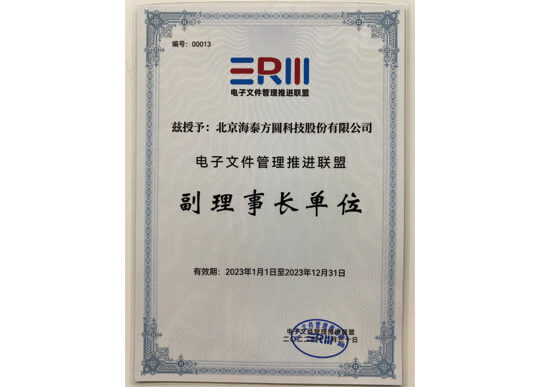 编号：00013
ERM
电子文件管理推进联盟
兹授予：北京海泰方圆科技股份有限公司
电子文件管理推进联盟
副理事长单位
有效期：2023年1月1日至2023年12月31日
电子文件管理推进联盟